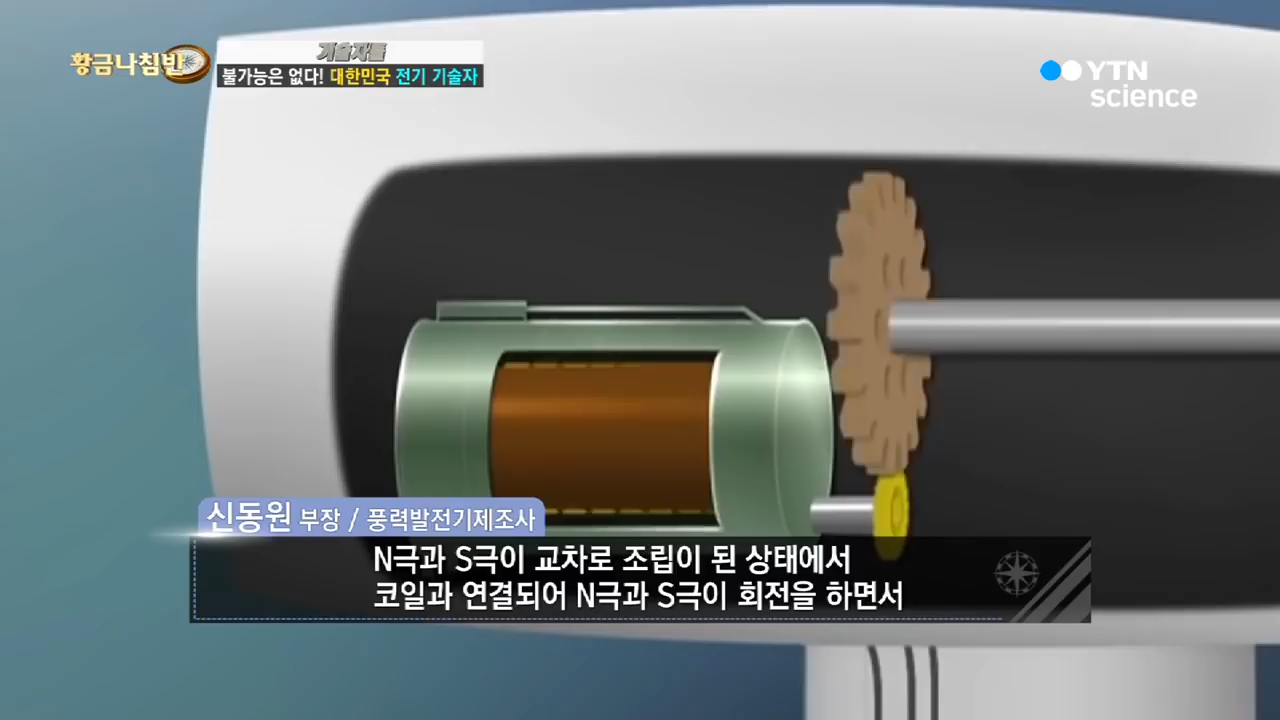 황금나침반
기술자들
불가능은 없다! 대한민국 전기 기술자
YTN
science
신동원 부장 / 풍력발전기제조사
N극과 S극이 교차로 조립이 된 상태에서
코일과 연결되어 N극과 S극이 회전을 하면서